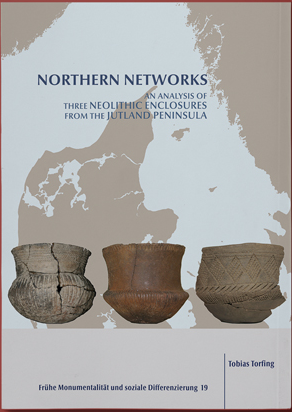 NORTHERN NETWORKS
AN ANALYSIS OF
THREE NEOLITHIC ENCLOSURES
FROM THE JUTLAND PENINSULA
Tobias Torfing
Frühe Monumentalität und soziale Differenzierung 19